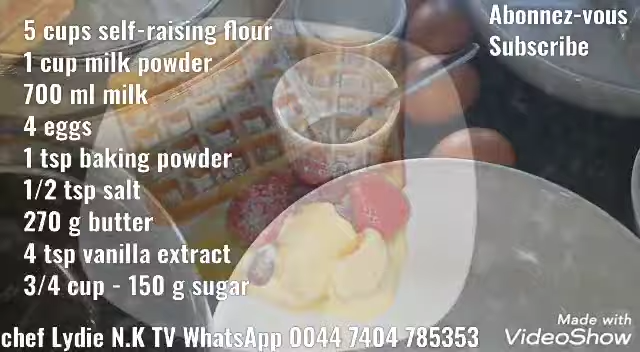 5 cups self-raising flour
1 cup milk powder
700 ml milk
4 eggs
1 tsp baking powder
1/2 tsp salt
270 g butter
4 tsp vanilla extract
3/4 cup - 150 g sugar
Abonnez-vous
Subscribe
chef Lydie N.K TV WhatsApp 0044 7404 785353
Made with
VideoShow